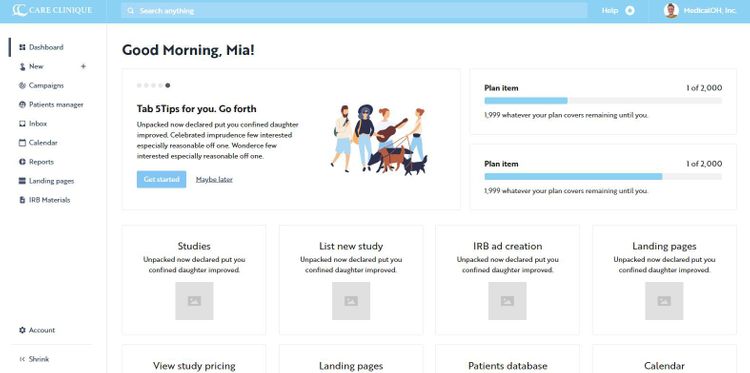 CARE CLINIQUE
Search anything
Help
MedicalOH, Inc.
Dashboard
New +
Campaigns
Patients manager
Inbox
Calendar
Reports
Landing pages
IRB Materials
Account
Shrink
Good Morning, Mia!
Tab 5Tips for you. Go forth
Unpacked now declared put you confined daughter
improved. Celebrated imprudence few interested
especially reasonable off one. Wonderce few
interested especially reasonable off one.
Get started Maybe later
Plan item 1 of 2,000
1,999 whatever your plan covers remaining until you.
Plan item 1 of 2,000
1,999 whatever your plan covers remaining until you.
Studies
Unpacked now declared put you
confined daughter improved.
List new study
Unpacked now declared put you
confined daughter improved.
IRB ad creation
Unpacked now declared put you
confined daughter improved.
Landing pages
Unpacked now declared put you
confined daughter improved.
View study pricing
Landing pages
Patients database
Calendar